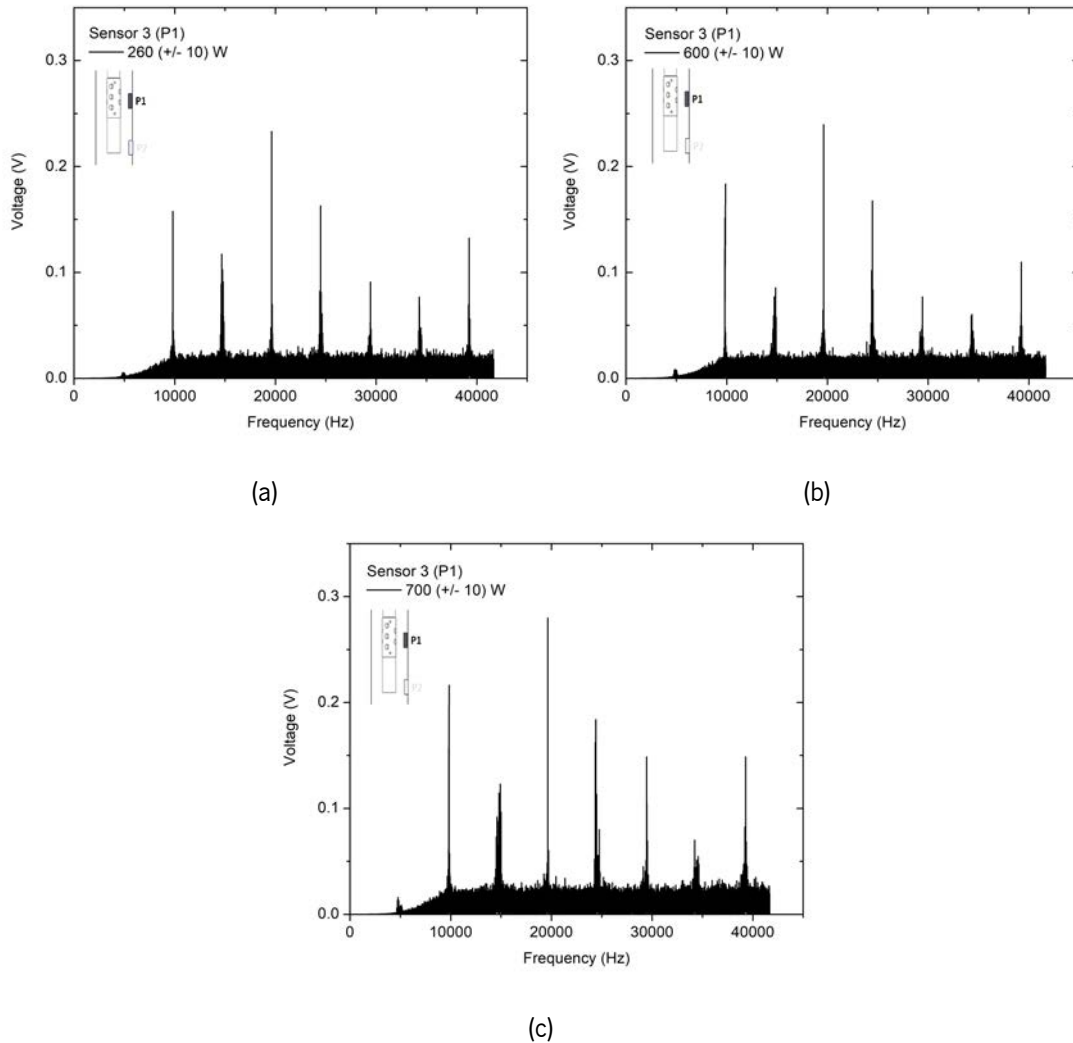 Sensor 3 (P1)
260 (+/- 10) W
P1
P2
0.3
0.2
0.1
0.0
Voltage (V)
0 10000 20000 30000 40000
Frequency (Hz)
(a)
Sensor 3 (P1)
600 (+/- 10) W
P1
P2
0.3
0.2
0.1
0.0
Voltage (V)
0 10000 20000 30000 40000
Frequency (Hz)
(b)
Sensor 3 (P1)
700 (+/- 10) W
P1
P2
0.3
0.2
0.1
0.0
Voltage (V)
0 10000 20000 30000 40000
Frequency (Hz)
(c)